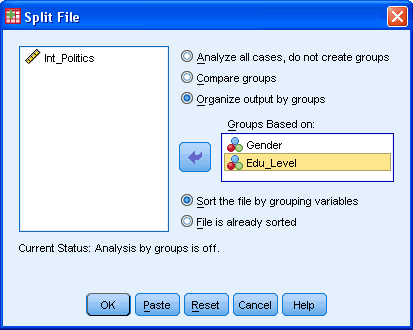 Split File
Int_Politics
Analyze all cases, do not create groups
Compare groups
Organize output by groups
Groups Based on:
Gender
Edu_Level
Sort the file by grouping variables
File is already sorted
Current Status: Analysis by groups is off.
OK Paste Reset Cancel Help